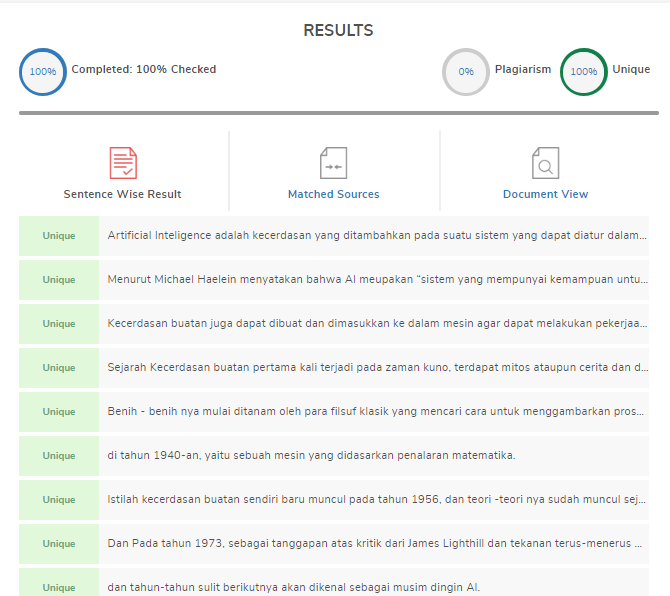 RESULTS
100% Completed: 100% Checked 0% Plagiarism 100% Unique
Sentence Wise Result Matched Sources Document View
Unique Artificial Inteligence adalah kecerdasan yang ditambahkan pada suatu sistem yang dapat diatur dalam...
Unique Menurut Michael Haelein menyatakan bahwa AI meupakan “sistem yang mempunyai kemampuan untu...
Unique Kecerdasan buatan juga dapat dibuat dan dimasukkan ke dalam mesin agar dapat melakukan pekerjaa...
Unique Sejarah Kecerdasan buatan pertama kali terjadi pada zaman kuno, terdapat mitos ataupun cerita dan d...
Unique Benih - benih nya mulai ditanam oleh para filsuf klasik yang mencari cara untuk menggambarkan pros...
Unique di tahun 1940-an, yaitu sebuah mesin yang didasarkan penalaran matematika.
Unique Istilah kecerdasan buatan sendiri baru muncul pada tahun 1956, dan teori -teori nya sudah muncul sej...
Unique Dan Pada tahun 1973, sebagai tanggapan atas kritik dari James Lighthill dan tekanan terus-menerus ...
Unique dan tahun-tahun sulit berikutnya akan dikenal sebagai musim dingin AI.